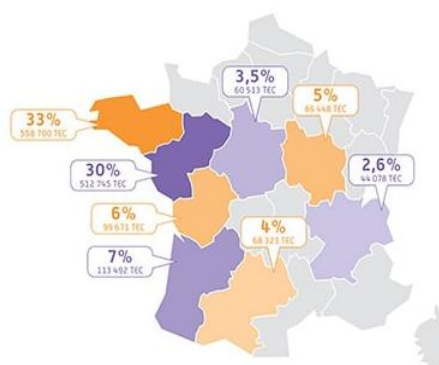 3,5%
60 513 TEC
5%
86 448 TEC
33%
558 700 TEC
30%
512 745 TEC
2,6%
44 078 TEC
6%
99 671 TEC
4%
68 323 TEC
7%
113 492 TEC